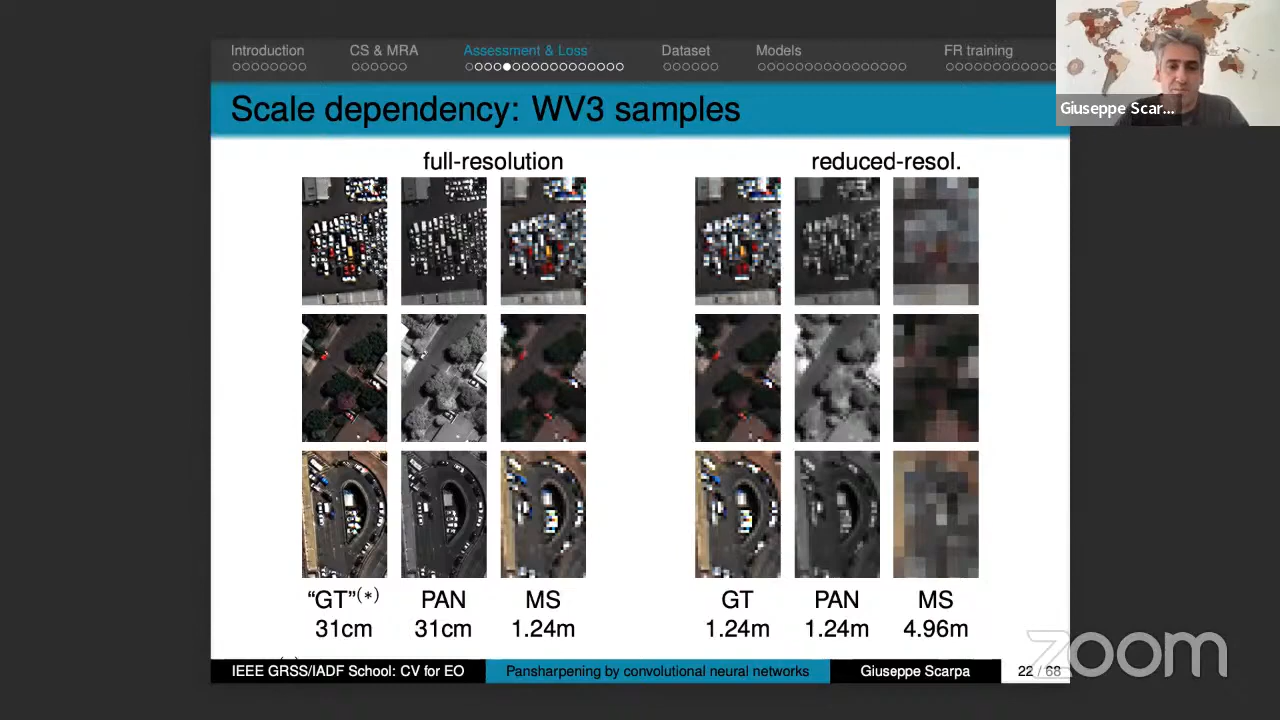 Introduction CS & MRA Assessment & Loss Dataset Models FR training
Giuseppe Scar...
Scale dependency: WV3 samples
full-resolution reduced-resol.
“GT”(*) PAN MS GT PAN MS
31cm 31cm 1.24m 1.24m 1.24m 4.96m
IEEE GRSS/IADF School: CV for EO Pansharpening by convolutional neural networks Giuseppe Scarpa 22 / 68
zoom